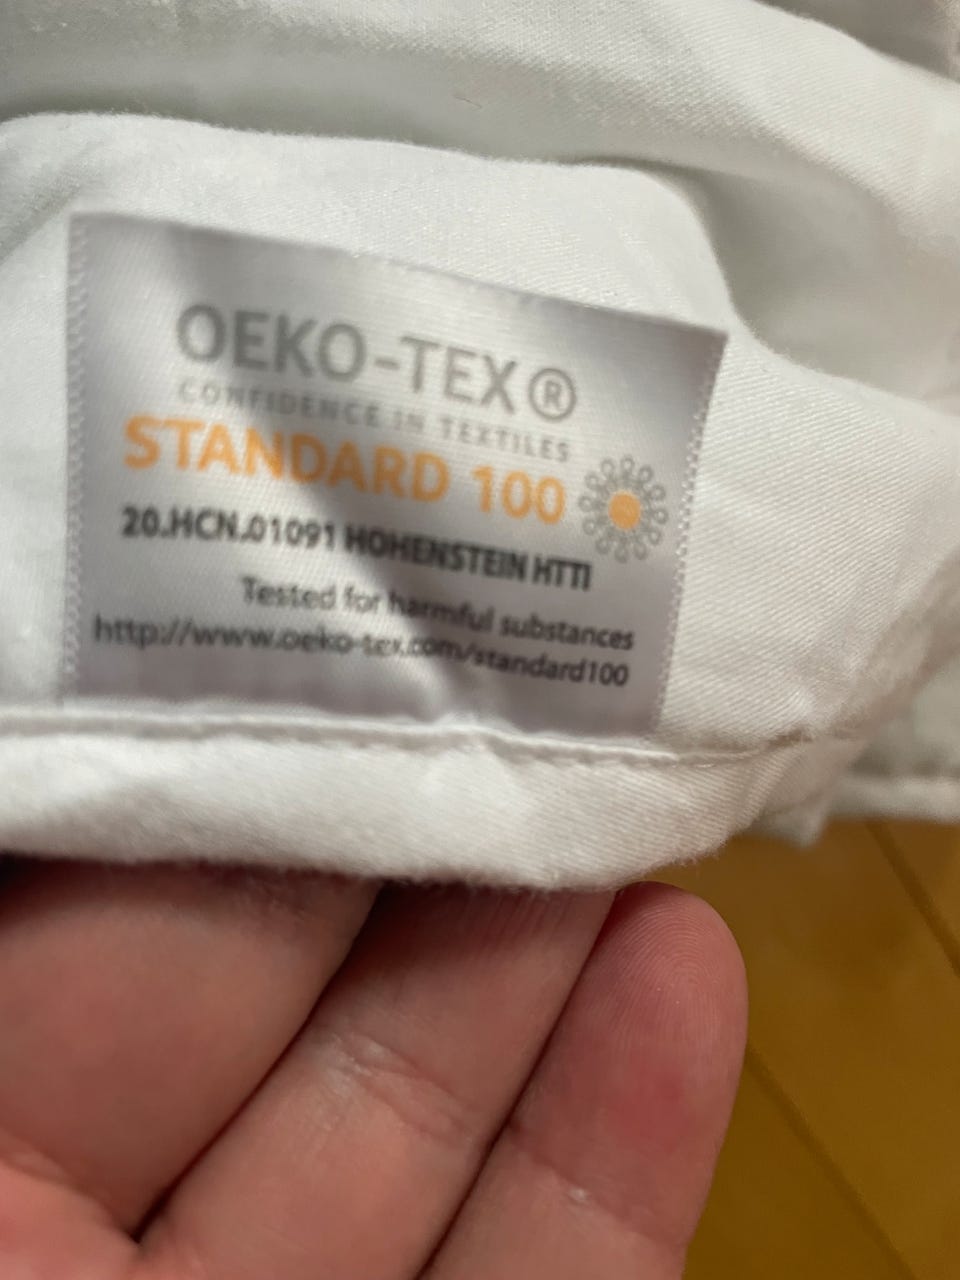 OEKO-TEX®
CONFIDENCE IN TEXTILES
STANDARD 100
20.HCN.01091 HOHENSTEIN HTTI
Tested for harmful substances
http://www.oeko-tex.com/standard100